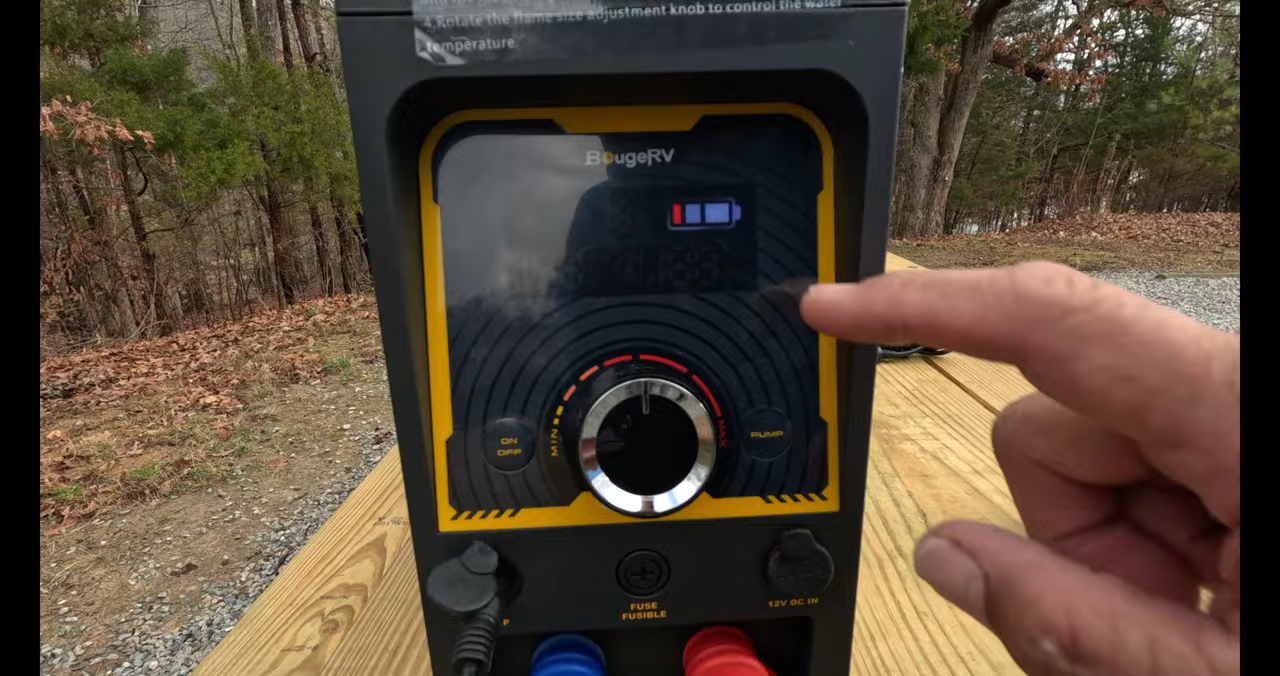 4.Rotate the flame size adjustment knob to control the water
temperature.
BougeRV
MIN
MAX
ON
OFF
PUMP
FUSE
FUSIBLE
12V DC IN
P